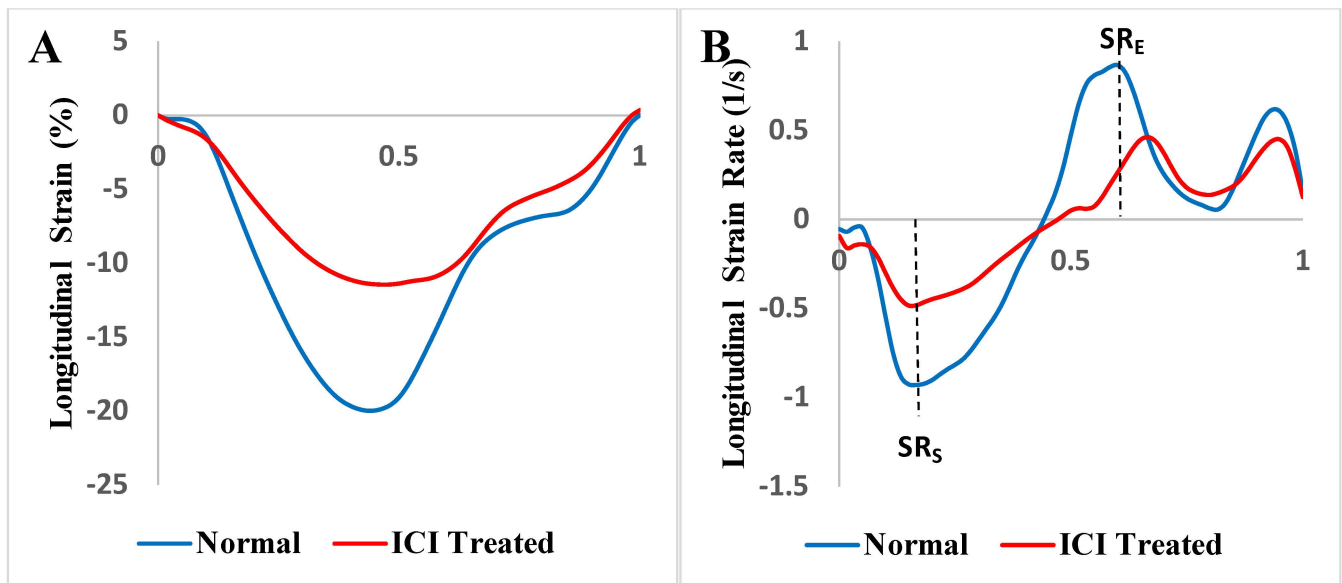 A
Longitudinal Strain (%)
5
0
-5
-10
-15
-20
-25
0
0.5
1
Normal
ICI Treated
B
Longitudinal Strain Rate (1/s)
1
0.5
0
-0.5
-1
-1.5
0
0.5
1
SRE
SRS
Normal
ICI Treated